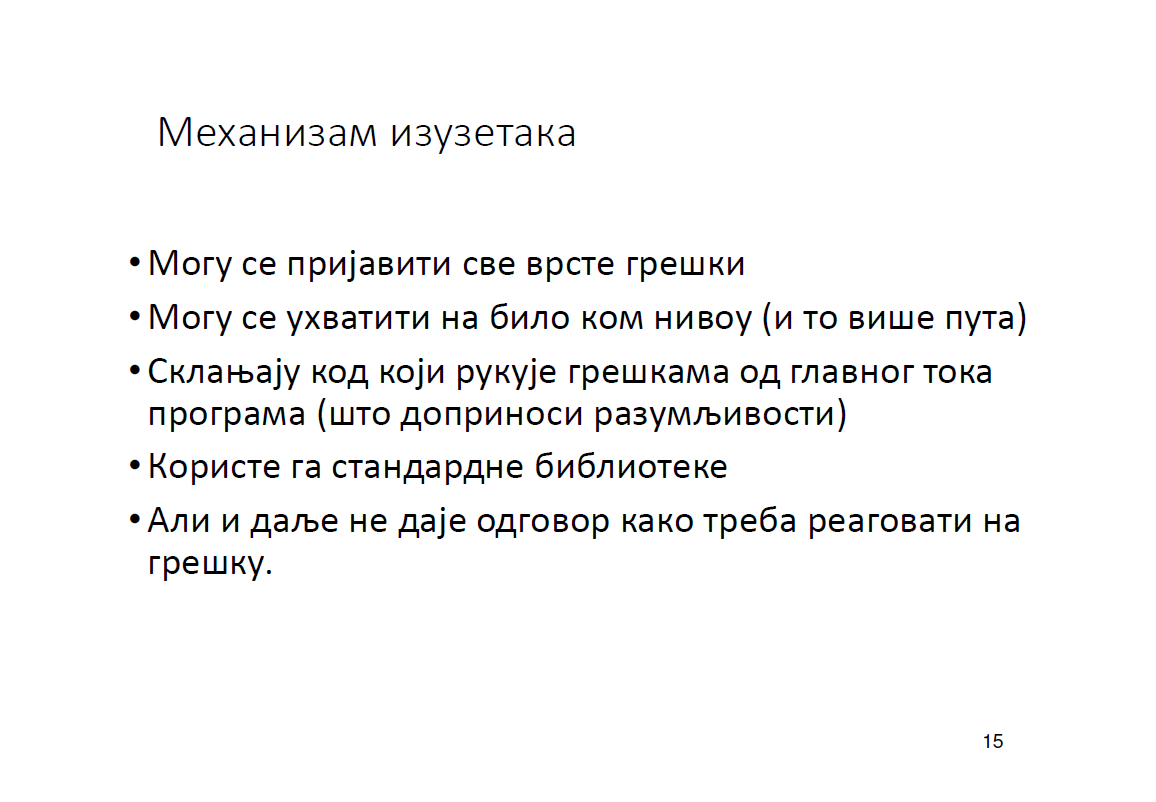 Механизам изузетака
• Могу се пријавити све врсте грешки
• Могу се ухватити на било ком нивоу (и то више пута)
• Склањају код који рукује грешкама од главног тока
програма (што доприноси разумљивости)
• Користе га стандардне библиотеке
• Али и даље не даје одговор како треба реаговати на
грешку.
15